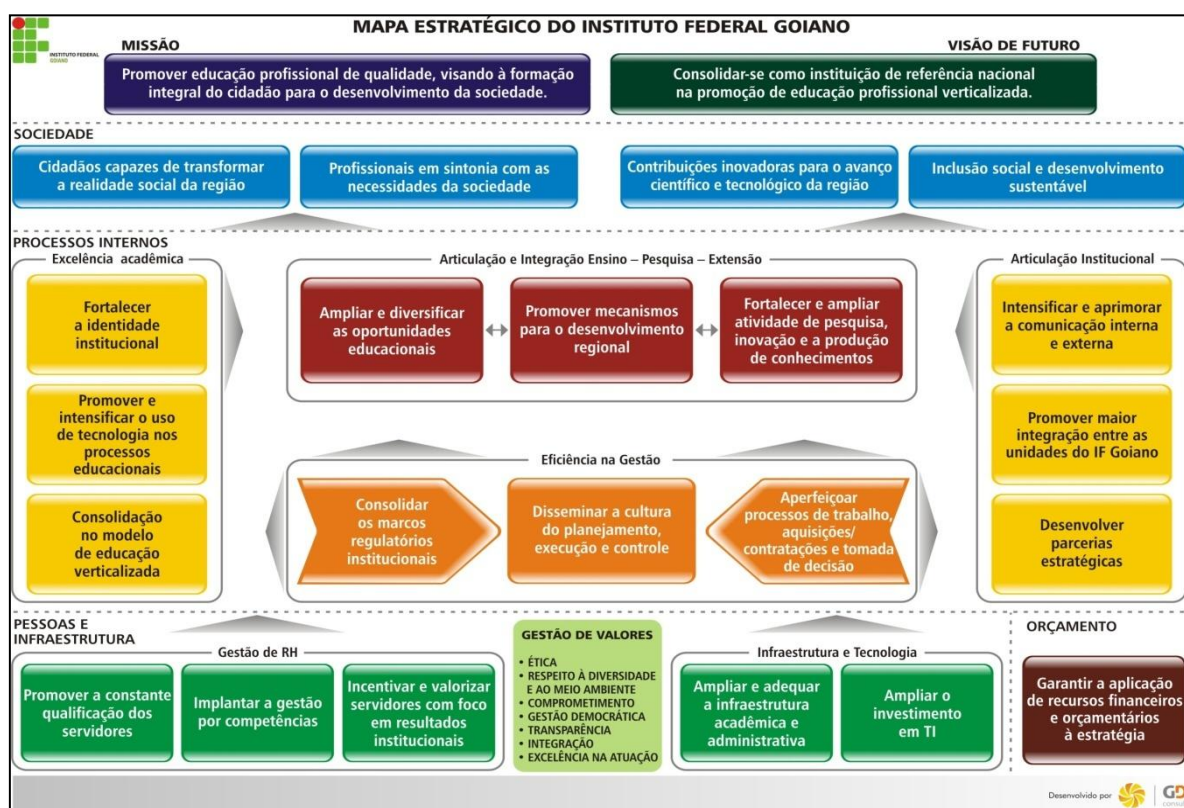 MAPA ESTRATÉGICO DO INSTITUTO FEDERAL GOIANO
INSTITUTO FEDERAL
GOIANO
MISSÃO
Promover educação profissional de qualidade, visando à formação
integral do cidadão para o desenvolvimento da sociedade.
VISÃO DE FUTURO
Consolidar-se como instituição de referência nacional
na promoção de educação profissional verticalizada.
SOCIEDADE
Cidadãos capazes de transformar
a realidade social da região
Profissionais em sintonia com as
necessidades da sociedade
Contribuições inovadoras para o avanço
científico e tecnológico da região
Inclusão social e desenvolvimento
sustentável
PROCESSOS INTERNOS
Excelência acadêmica
Fortalecer
a identidade
institucional
Promover e
intensificar o uso
de tecnologia nos
processos
educacionais
Consolidação
no modelo
de educação
verticalizada
Articulação e Integração Ensino – Pesquisa – Extensão
Ampliar e diversificar
as oportunidades
educacionais
Promover mecanismos
para o desenvolvimento
regional
Fortalecer e ampliar
atividade de pesquisa,
inovação e a produção
de conhecimentos
Eficiência na Gestão
Consolidar
os marcos
regulatórios
institucionais
Disseminar a cultura
do planejamento,
execução e controle
Aperfeiçoar
processos de trabalho,
aquisições/
contratações e tomada
de decisão
Articulação Institucional
Intensificar e aprimorar
a comunicação interna
e externa
Promover maior
integração entre as
unidades do IF Goiano
Desenvolver
parcerias
estratégicas
PESSOAS E
INFRAESTRUTURA
Gestão de RH
Promover a constante
qualificação dos
servidores
Implantar a gestão
por competências
Incentivar e valorizar
servidores com foco
em resultados
institucionais
GESTÃO DE VALORES
• ÉTICA
• RESPEITO À DIVERSIDADE
E AO MEIO AMBIENTE
• COMPROMETIMENTO
• GESTÃO DEMOCRÁTICA
• TRANSPARÊNCIA
• INTEGRAÇÃO
• EXCELÊNCIA NA ATUAÇÃO
Infraestrutura e Tecnologia
Ampliar e adequar
a infraestrutura
acadêmica e
administrativa
Ampliar o
investimento
em TI
ORÇAMENTO
Garantir a aplicação
de recursos financeiros
e orçamentários
à estratégia
Desenvolvido por